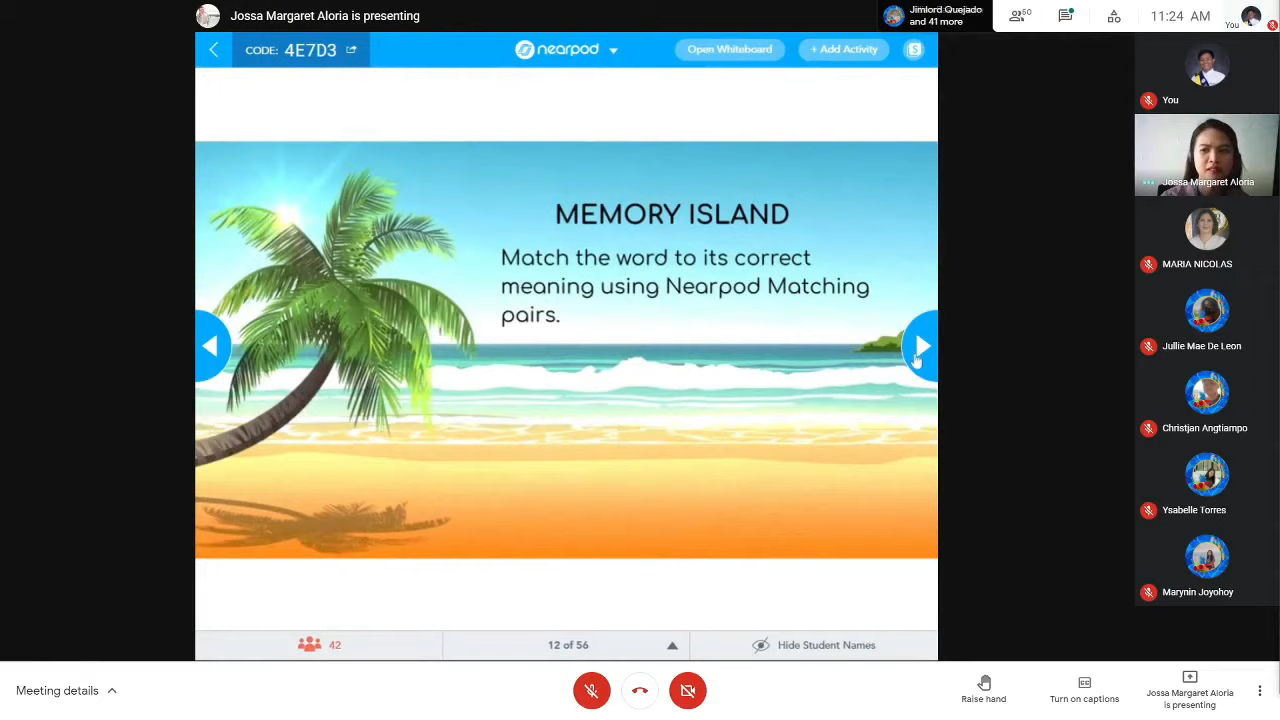 Jossa Margaret Aloria is presenting
Jimlord Quejado
and 41 more
50
11:24 AM
You
CODE: 4E7D3
nearpod
Open Whiteboard
+ Add Activity
S
MEMORY ISLAND
Match the word to its correct
meaning using Nearpod Matching
pairs.
42
12 of 56
Hide Student Names
You
Jossa Margaret Aloria
MARIA NICOLAS
Jullie Mae De Leon
Christjan Angtiampo
Ysabelle Torres
Marynin Joyohoy
Meeting details
Raise hand
Turn on captions
Jossa Margaret Aloria
is presenting